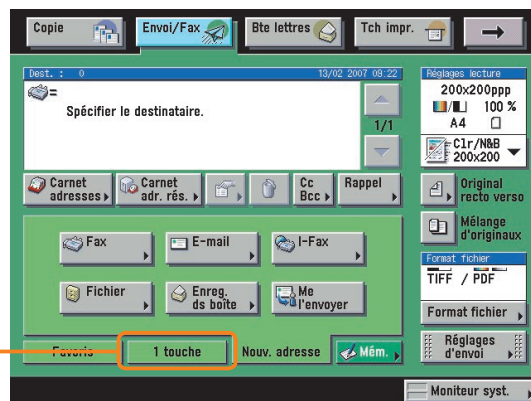 Copie
Envoi/Fax
Bte lettres
Tch impr.
Dest. : 0
13/02 2007 09:22
Spécifier le destinataire.
1/1
Carnet
adresses
Carnet
adr. rés.
Cc
Bcc
Rappel
Fax
E-mail
I-Fax
Fichier
Enreg.
ds boîte
Me
l'envoyer
Favoris
1 touche
Nouv. adresse
Mém.
Réglages lecture
200x200ppp
100 %
A4
Clr/N&B
200x200
Original
recto verso
Mélange
d'originaux
Format fichier
TIFF / PDF
Format fichier
Réglages
d'envoi
Moniteur syst.